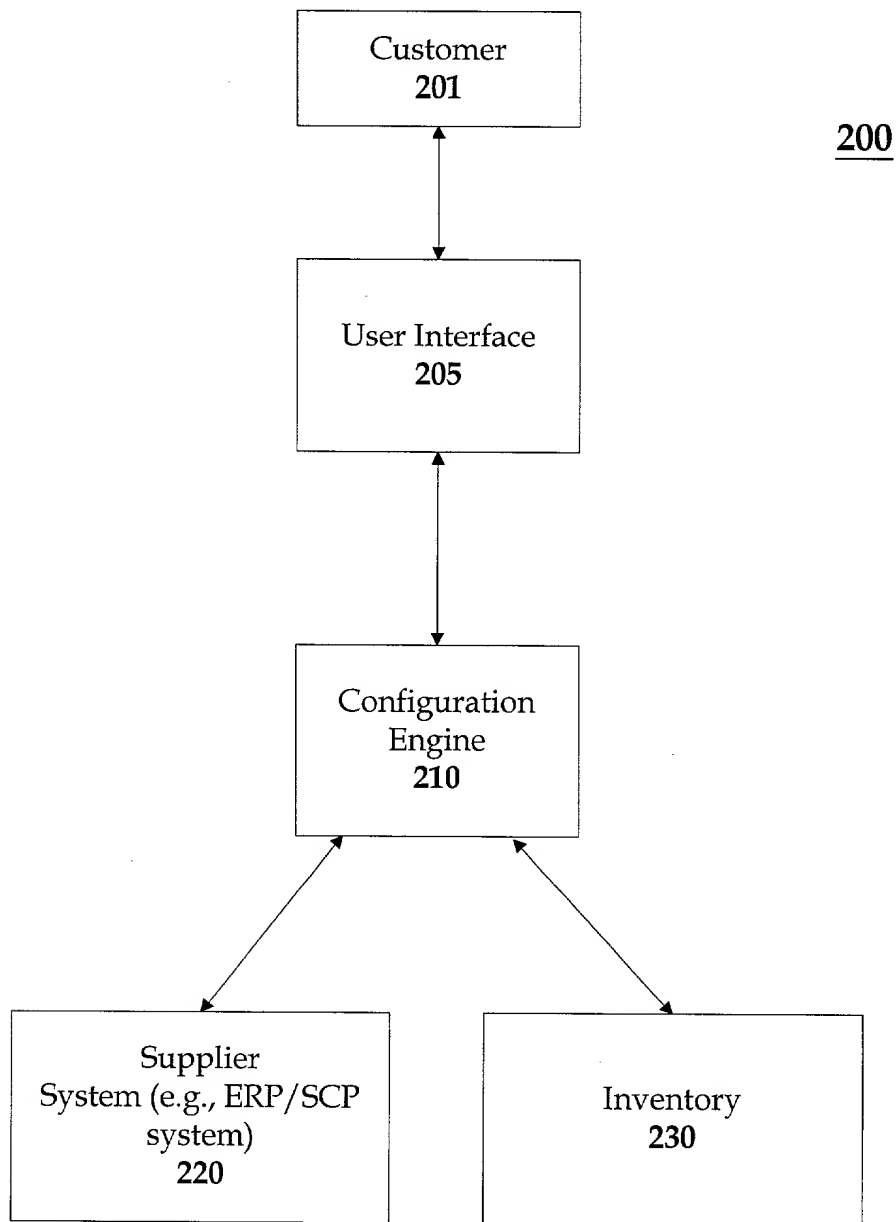 Customer
201
200
User Interface
205
Configuration
Engine
210
Supplier
System (e.g., ERP/SCP
system)
220
Inventory
230